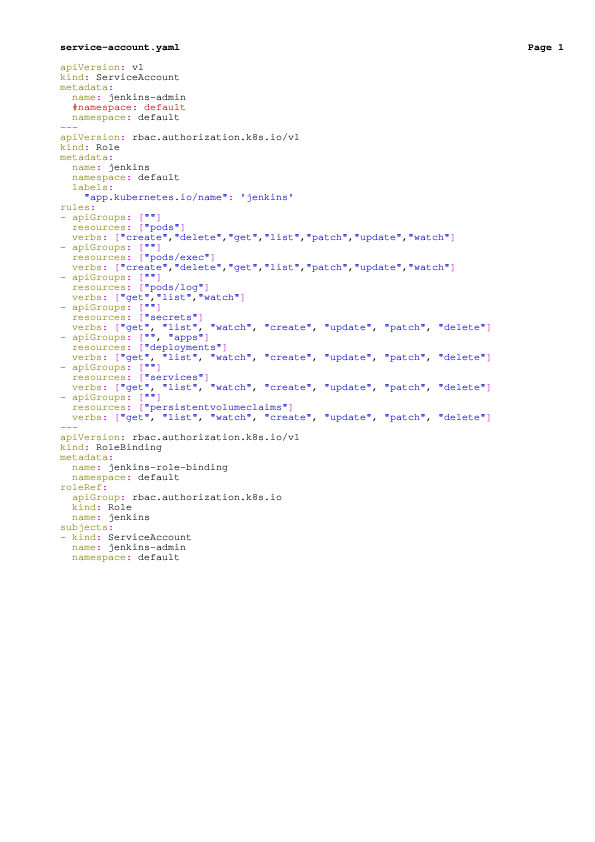 service-account.yaml Page 1
apiVersion: v1
kind: ServiceAccount
metadata:
  name: jenkins-admin
  #namespace: default
  namespace: default
---
apiVersion: rbac.authorization.k8s.io/v1
kind: Role
metadata:
  name: jenkins
  namespace: default
  labels:
    "app.kubernetes.io/name": 'jenkins'
rules:
- apiGroups: [""]
  resources: ["pods"]
  verbs: ["create","delete","get","list","patch","update","watch"]
- apiGroups: [""]
  resources: ["pods/exec"]
  verbs: ["create","delete","get","list","patch","update","watch"]
- apiGroups: [""]
  resources: ["pods/log"]
  verbs: ["get","list","watch"]
- apiGroups: [""]
  resources: ["secrets"]
  verbs: ["get", "list", "watch", "create", "update", "patch", "delete"]
- apiGroups: ["", "apps"]
  resources: ["deployments"]
  verbs: ["get", "list", "watch", "create", "update", "patch", "delete"]
- apiGroups: [""]
  resources: ["services"]
  verbs: ["get", "list", "watch", "create", "update", "patch", "delete"]
- apiGroups: [""]
  resources: ["persistentvolumeclaims"]
  verbs: ["get", "list", "watch", "create", "update", "patch", "delete"]
---
apiVersion: rbac.authorization.k8s.io/v1
kind: RoleBinding
metadata:
  name: jenkins-role-binding
  namespace: default
roleRef:
  apiGroup: rbac.authorization.k8s.io
  kind: Role
  name: jenkins
subjects:
- kind: ServiceAccount
  name: jenkins-admin
  namespace: default